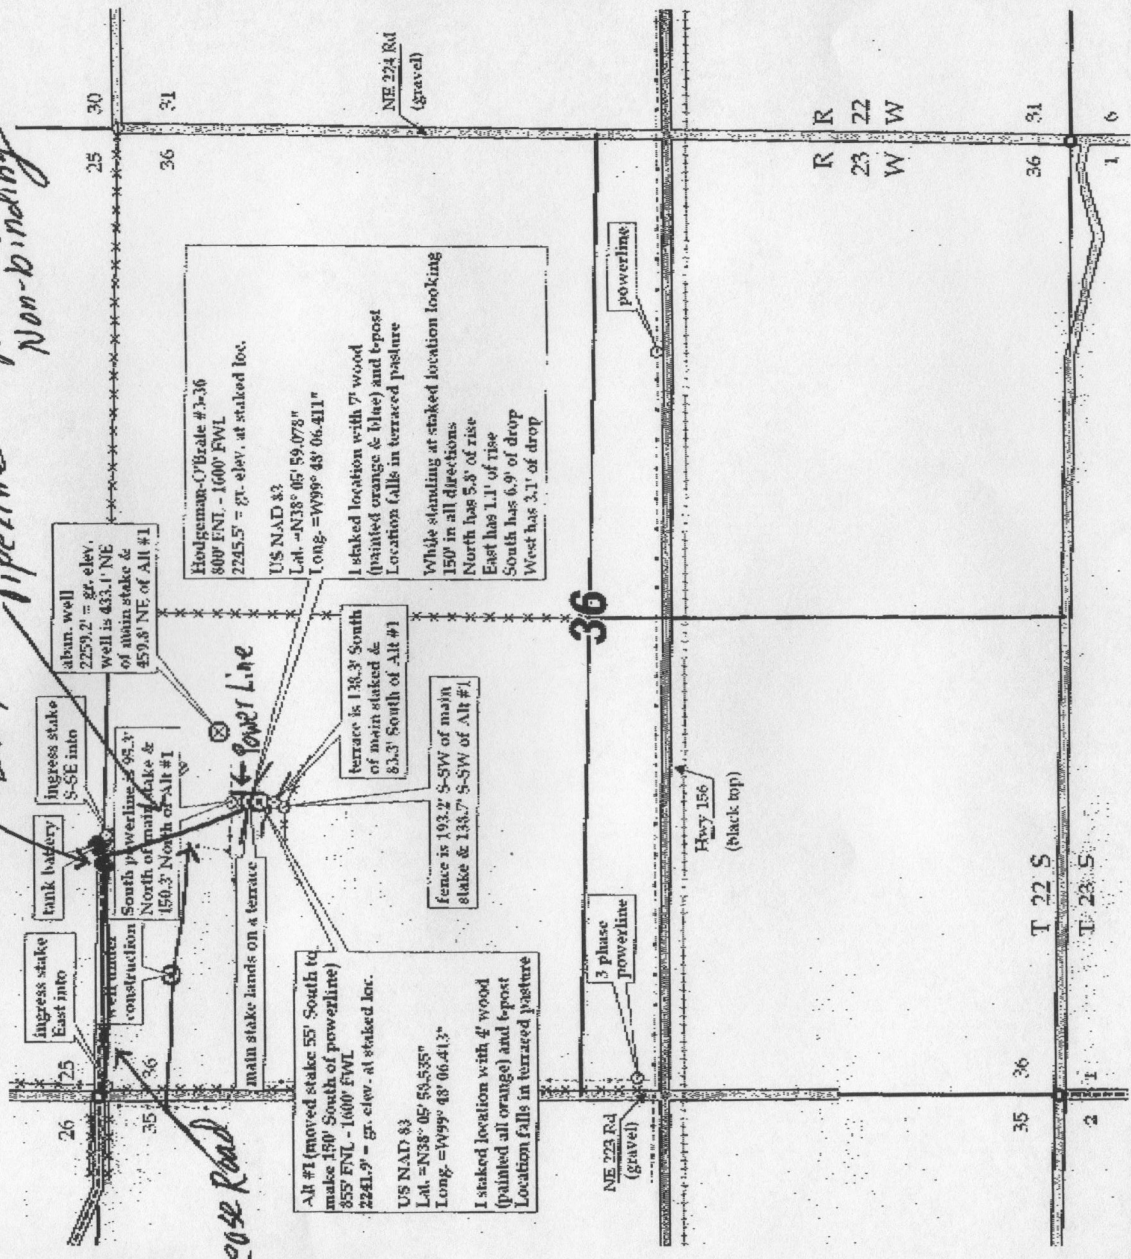 Non-binding
Pipeline
Lease Road
← Power Line
26
25
35
36
25
30
36
31
ingress stake
East into
tank battery
ingress stake
S-SE into
well under
construction
South powerline is 95.3'
North of main stake &
150.3' North of Alt #1
abun. well
2259.2' = gr. elev.
well is 433.1' NE
of main stake &
459.8' NE of Alt #1
main stake lands on a terrace
Hodgeman-O'Brate #3-36
800' FNL - 1600' FWL
2245.5' = gr. elev. at staked loc.
US NAD 83
Lat. =N38° 05' 59.078"
Long. =W99° 48' 06.411"
I staked location with 7' wood
(painted orange & blue) and t-post
Location falls in terraced pasture
While standing at staked location looking
150' in all directions
North has 5.8' of rise
East has 1.1' of rise
South has 6.9' of drop
West has 3.1' of drop
terrace is 138.3' South
of main staked &
83.3' South of Alt #1
fence is 193.2' S-SW of main
stake & 138.7' S-SW of Alt #1
Alt #1 (moved stake 55' South to
make 150' South of powerline)
855' FNL - 1600' FWL
2241.9' = gr. elev. at staked loc.
US NAD 83
Lat. =N38° 05' 58.535"
Long. =W99° 48' 06.413"
I staked location with 4' wood
(painted all orange) and t-post
Location falls in terraced pasture
NE 224 Rd
(gravel)
36
3 phase
powerline
powerline
NE 223 Rd
(gravel)
Hwy 156
(black top)
R R
23 22
W W
T 22 S
T 23 S
35
36
2
1
36
31
1
6